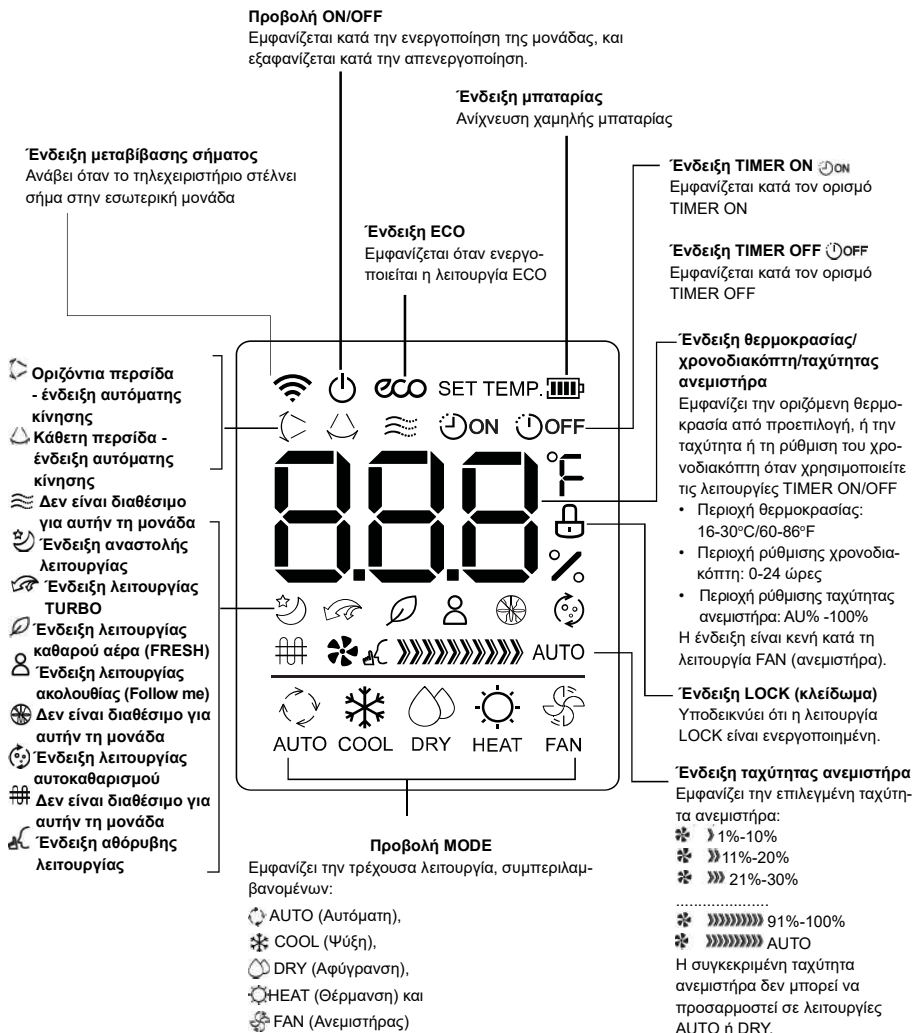 Προβολή ON/OFF
Εμφανίζεται κατά την ενεργοποίηση της μονάδας, και
εξαφανίζεται κατά την απενεργοποίηση.
Ένδειξη μπαταρίας
Ανίχνευση χαμηλής μπαταρίας
Ένδειξη μεταβίβασης σήματος
Ανάβει όταν το τηλεχειριστήριο στέλνει
σήμα στην εσωτερική μονάδα
Ένδειξη ECO
Εμφανίζεται όταν ενεργο-
ποιείται η λειτουργία ECO
Ένδειξη TIMER ON ON
Εμφανίζεται κατά τον ορισμό
TIMER ON
Ένδειξη TIMER OFF OFF
Εμφανίζεται κατά τον ορισμό
TIMER OFF
Οριζόντια περσίδα
- ένδειξη αυτόματης
κίνησης
Κάθετη περσίδα -
ένδειξη αυτόματης
κίνησης
Δεν είναι διαθέσιμο
για αυτήν τη μονάδα
Ένδειξη αναστολής
λειτουργίας
Ένδειξη λειτουργίας
TURBO
Ένδειξη λειτουργίας
καθαρού αέρα (FRESH)
Ένδειξη λειτουργίας
ακολουθίας (Follow me)
Δεν είναι διαθέσιμο για
αυτήν τη μονάδα
Ένδειξη λειτουργίας
αυτοκαθαρισμού
Δεν είναι διαθέσιμο για
αυτήν τη μονάδα
Ένδειξη αθόρυβης
λειτουργίας
eco SET TEMP.
ON OFF
8.8.8 °F
%
AUTO
AUTO COOL DRY HEAT FAN
Ένδειξη θερμοκρασίας/
χρονοδιακόπτη/ταχύτητας
ανεμιστήρα
Εμφανίζει την οριζόμενη θερμο-
κρασία από προεπιλογή, ή την
ταχύτητα ή τη ρύθμιση του χρο-
νοδιακόπτη όταν χρησιμοποιείτε
τις λειτουργίες TIMER ON/OFF
• Περιοχή θερμοκρασίας:
16-30°C/60-86°F
• Περιοχή ρύθμισης χρονοδια-
κόπτη: 0-24 ώρες
• Περιοχή ρύθμισης ταχύτητας
ανεμιστήρα: AU% -100%
Η ένδειξη είναι κενή κατά τη
λειτουργία FAN (ανεμιστήρα).
Ένδειξη LOCK (κλείδωμα)
Υποδεικνύει ότι η λειτουργία
LOCK είναι ενεργοποιημένη.
Ένδειξη ταχύτητας ανεμιστήρα
Εμφανίζει την επιλεγμένη ταχύτη-
τα ανεμιστήρα:
1%-10%
11%-20%
21%-30%
.....................
91%-100%
AUTO
Η συγκεκριμένη ταχύτητα
ανεμιστήρα δεν μπορεί να
προσαρμοστεί σε λειτουργίες
AUTO ή DRY.
Προβολή MODE
Εμφανίζει την τρέχουσα λειτουργία, συμπεριλαμ-
βανομένων:
AUTO (Αυτόματη),
COOL (Ψύξη),
DRY (Αφύγρανση),
HEAT (Θέρμανση) και
FAN (Ανεμιστήρας)